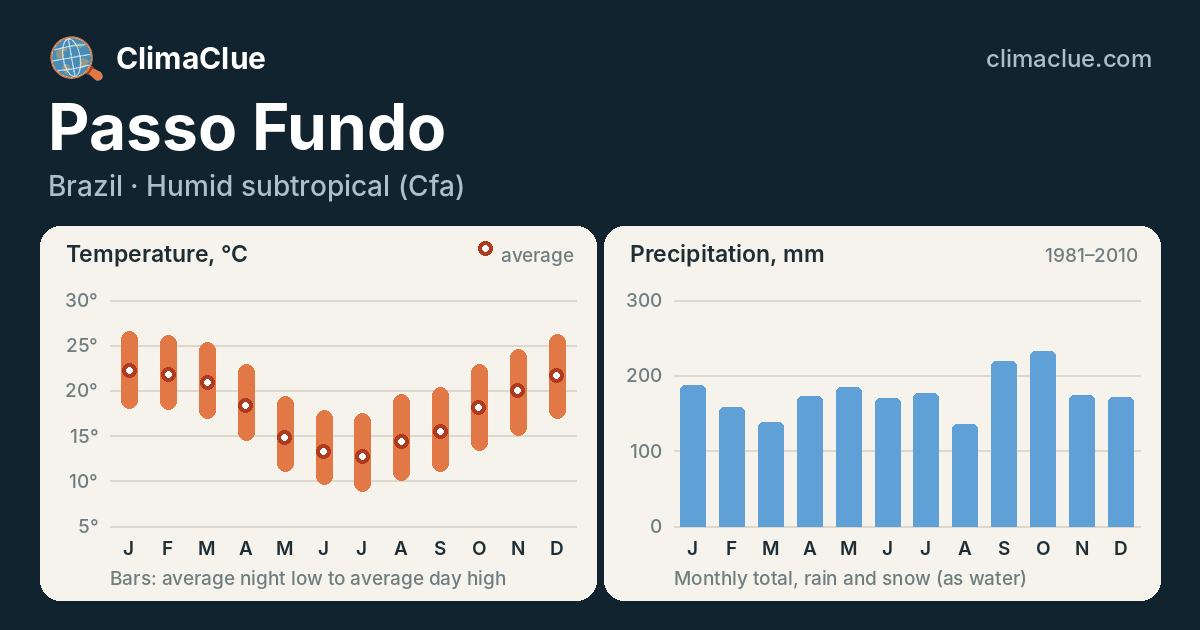 ClimaClue
climaclue.com
Passo Fundo
Brazil · Humid subtropical (Cfa)
Temperature, °C
average
30°
25°
20°
15°
10°
5°
J F M A M J J A S O N D
Bars: average night low to average day high
Precipitation, mm
1981–2010
300
200
100
0
J F M A M J J A S O N D
Monthly total, rain and snow (as water)